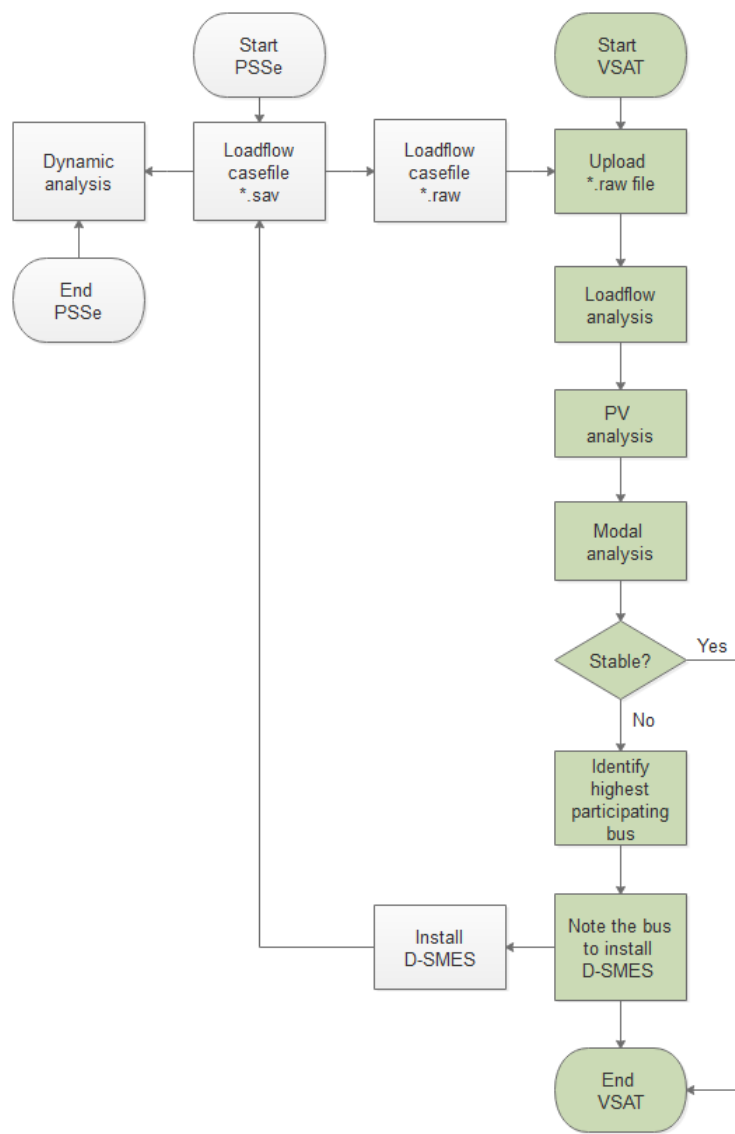 Start
PSSe
Start
VSAT
Dynamic
analysis
Loadflow
casefile
*.sav
Loadflow
casefile
*.raw
Upload
*.raw file
End
PSSe
Loadflow
analysis
PV
analysis
Modal
analysis
Stable?
Yes
No
Identify
highest
participating
bus
Install
D-SMES
Note the bus
to install
D-SMES
End
VSAT